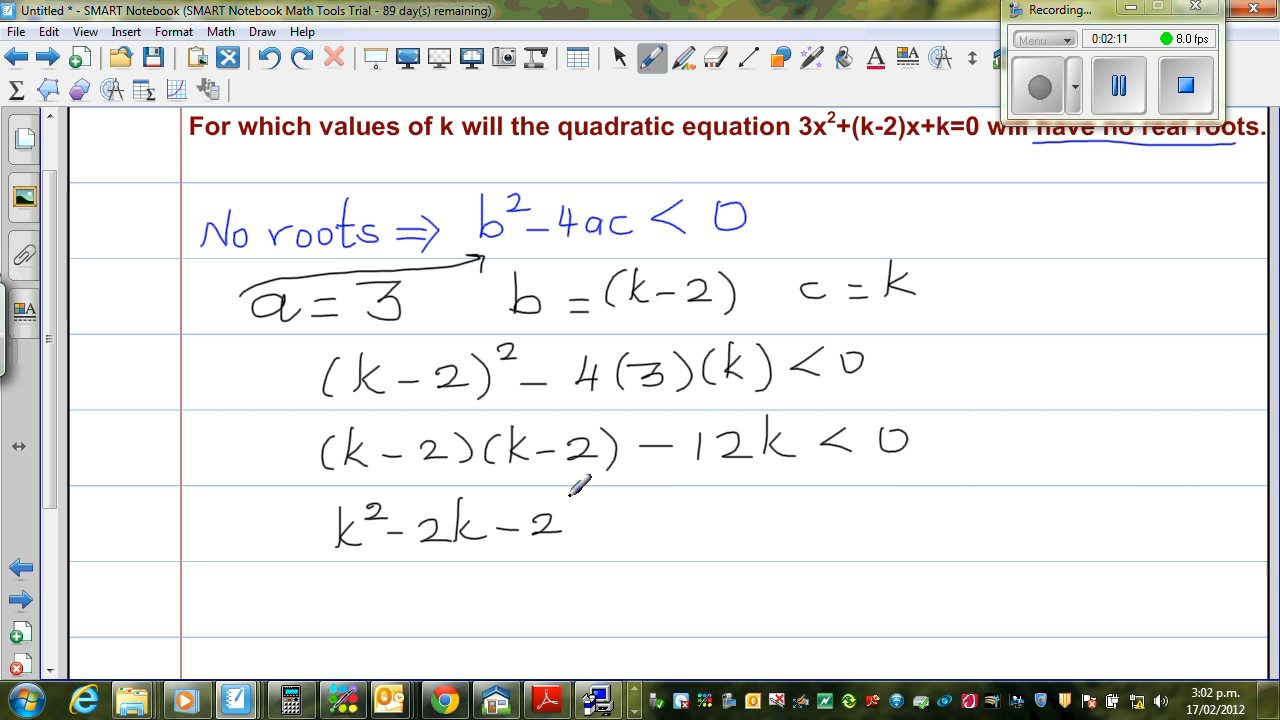 Untitled * - SMART Notebook (SMART Notebook Math Tools Trial - 89 day(s) remaining)
Recording...
File Edit View Insert Format Math Draw Help
Menu
0:02:11
8.0 fps
For which values of k will the quadratic equation 3x²+(k-2)x+k=0 will have no real roots.
No roots ⇒ b² - 4ac < 0
a = 3 b = (k-2) c = k
(k-2)² - 4(3)(k) < 0
(k-2)(k-2) - 12k < 0
k² - 2k - 2
3:02 p.m.
17/02/2012